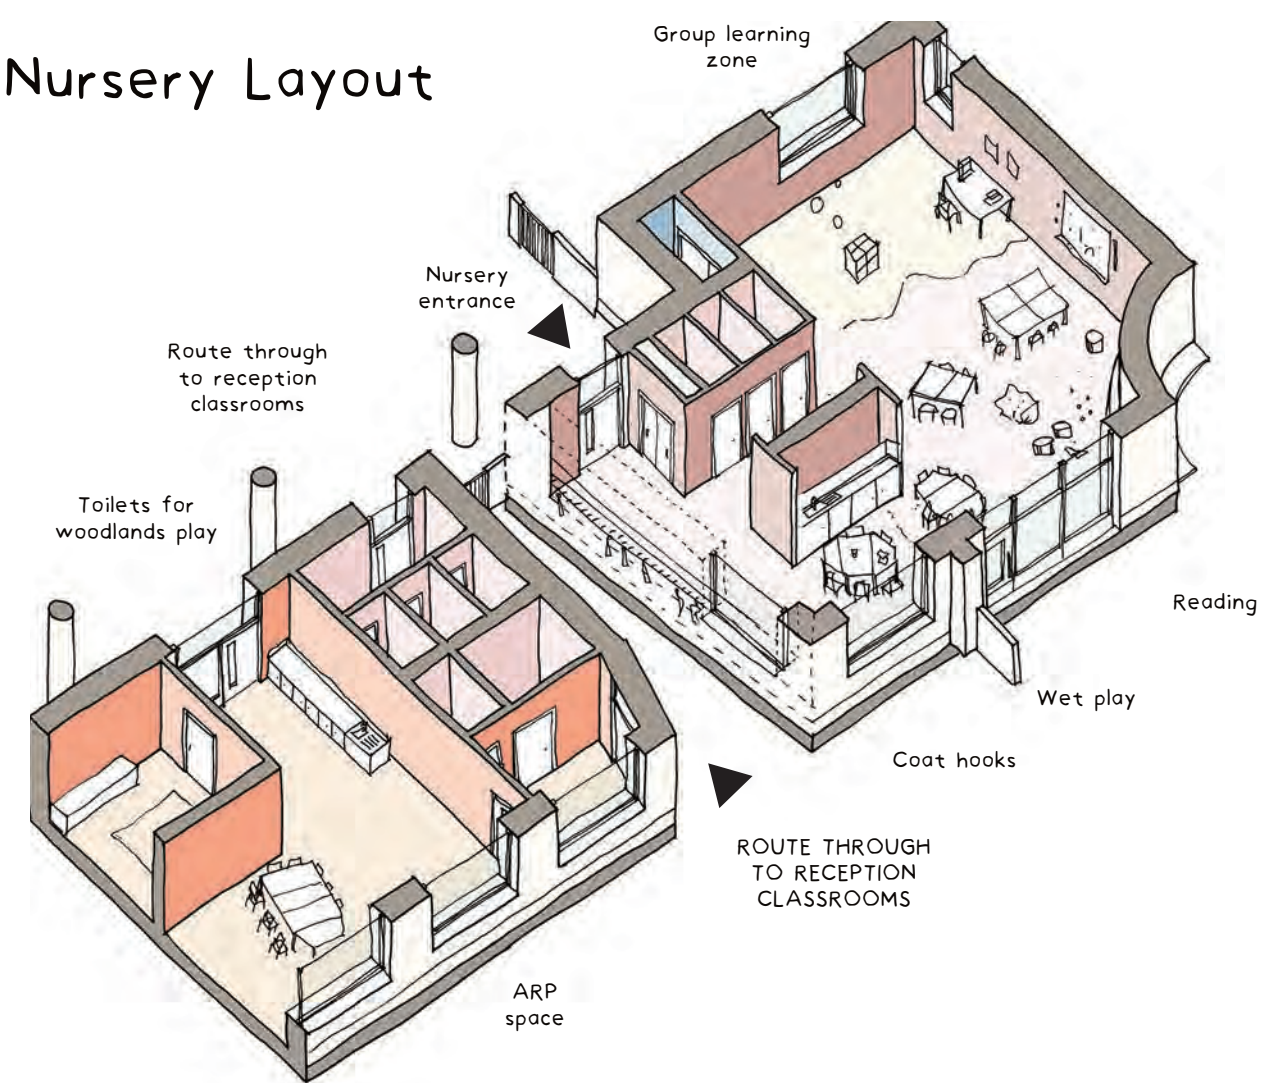 Nursery Layout
Group learning
zone
Nursery
entrance
Route through
to reception
classrooms
Toilets for
woodlands play
Reading
Wet play
Coat hooks
ROUTE THROUGH
TO RECEPTION
CLASSROOMS
ARP
space